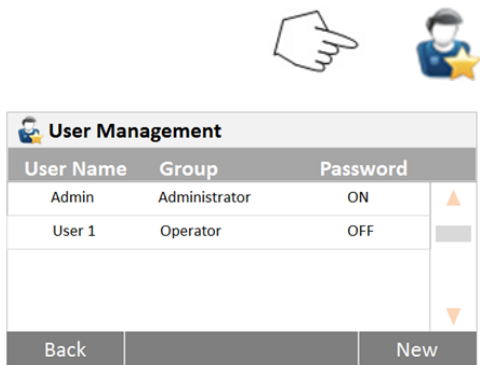 User Management
User Name Group Password
Admin Administrator ON
User 1 Operator OFF
Back New